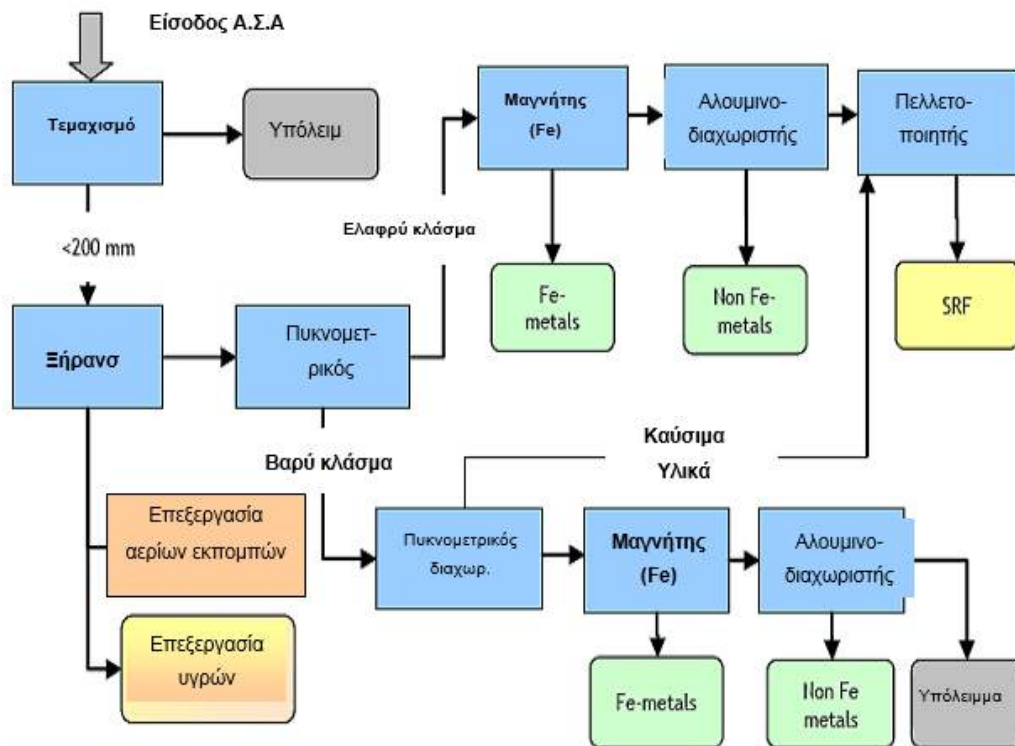 Είσοδος Α.Σ.Α
Τεμαχισμό
Υπόλειμ
Μαγνήτης
(Fe)
Αλουμινο-
διαχωριστής
Πελλετο-
ποιητής
<200 mm
Ελαφρύ κλάσμα
Fe-
metals
Non Fe-
metals
SRF
Ξήρανσ
Πυκνομετ-
ρικός
Βαρύ κλάσμα
Καύσιμα
Υλικά
Επεξεργασία
αερίων εκπομπών
Πυκνομετρικός
διαχωρ.
Μαγνήτης
(Fe)
Αλουμινο-
διαχωριστής
Επεξεργασία
υγρών
Fe-metals
Non Fe
metals
Υπόλειμμα